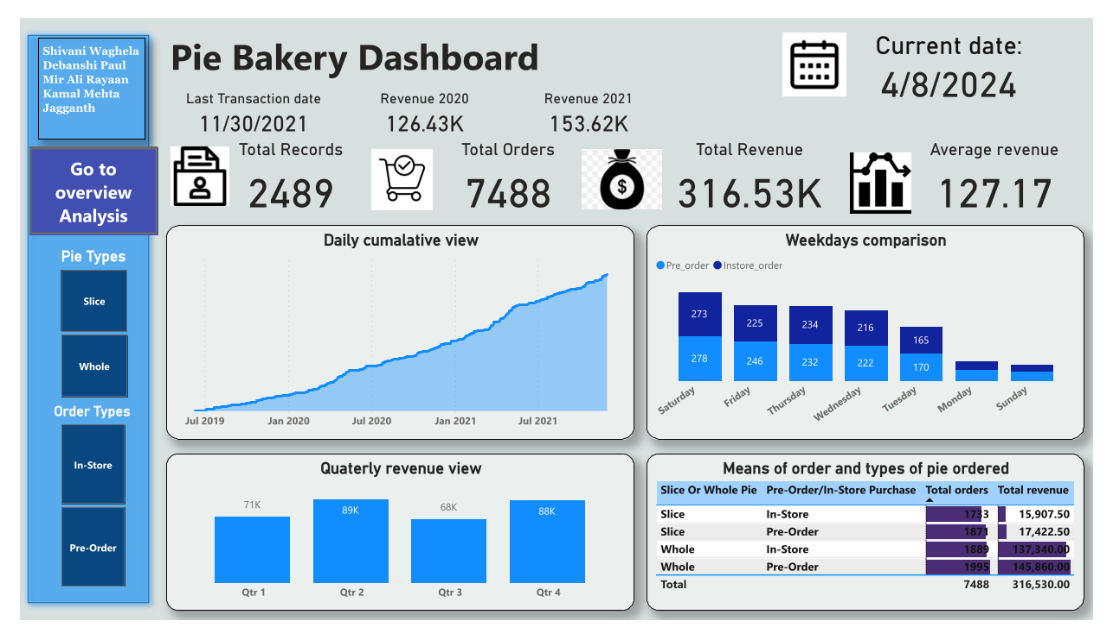 Shivani Waghela
Debanshi Paul
Mir Ali Rayaan
Kamal Mehta
Jagganth
Pie Bakery Dashboard
Current date:
4/8/2024
Last Transaction date
11/30/2021
Revenue 2020
126.43K
Revenue 2021
153.62K
Total Records
2489
Total Orders
7488
$
Total Revenue
316.53K
Average revenue
127.17
Go to
overview
Analysis
Pie Types
Slice
Whole
Order Types
In-Store
Pre-Order
Daily cumalative view
Jul 2019 Jan 2020 Jul 2020 Jan 2021 Jul 2021
Weekdays comparison
Pre_order Instore_order
273 225 234 216 165
278 246 232 222 170
Saturday Friday Thursday Wednesday Tuesday Monday Sunday
Quaterly revenue view
71K 89K 68K 88K
Qtr 1 Qtr 2 Qtr 3 Qtr 4
Means of order and types of pie ordered
Slice Or Whole Pie Pre-Order/In-Store Purchase Total orders Total revenue
Slice In-Store 1733 15,907.50
Slice Pre-Order 1871 17,422.50
Whole In-Store 1889 137,340.00
Whole Pre-Order 1995 145,860.00
Total 7488 316,530.00